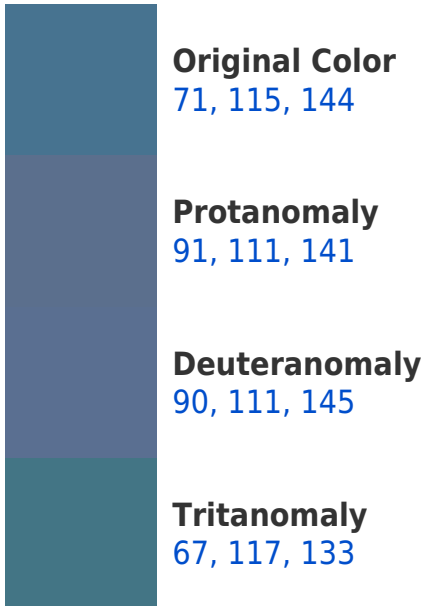 Original Color
71, 115, 144
Protanomaly
91, 111, 141
Deuteranomaly
90, 111, 145
Tritanomaly
67, 117, 133